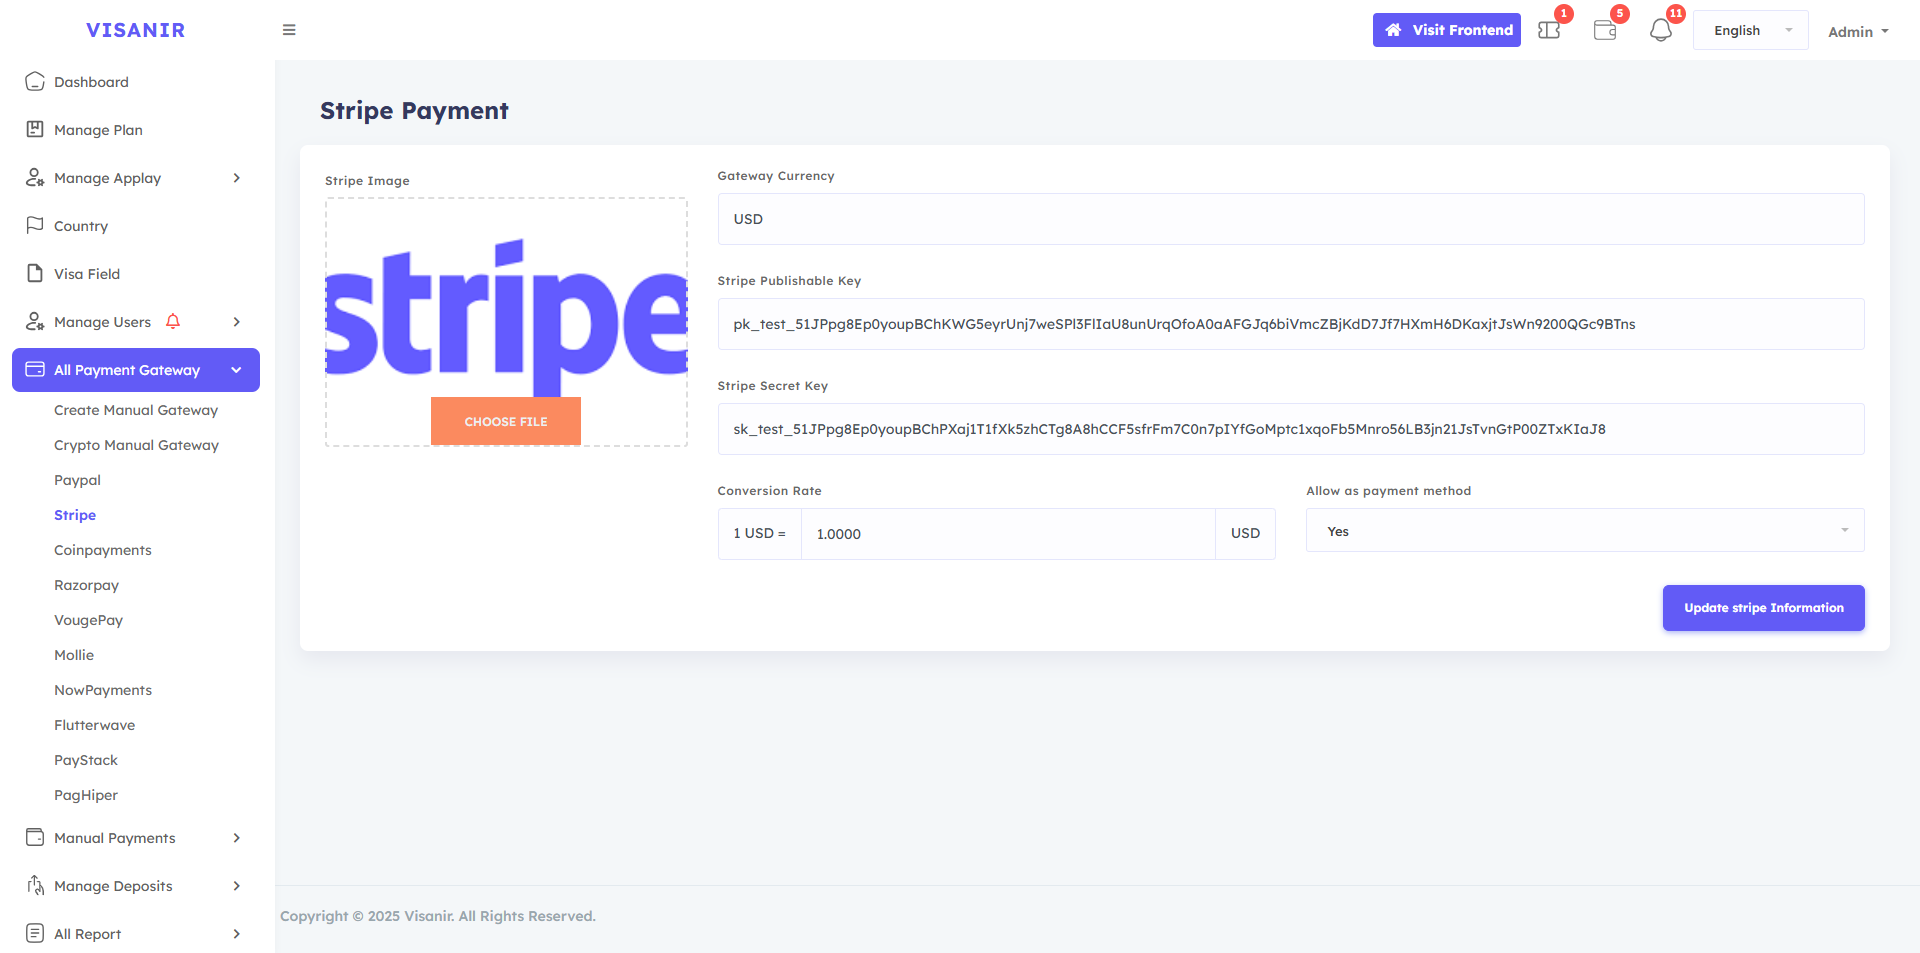 VISANIR
Visit Frontend
1
5
11
English
Admin
Dashboard
Manage Plan
Manage Applay
Country
Visa Field
Manage Users
All Payment Gateway
Create Manual Gateway
Crypto Manual Gateway
Paypal
Stripe
Coinpayments
Razorpay
VougePay
Mollie
NowPayments
Flutterwave
PayStack
PagHiper
Manual Payments
Manage Deposits
All Report
Stripe Payment
Stripe Image
stripe
CHOOSE FILE
Gateway Currency
USD
Stripe Publishable Key
pk_test_51JPpg8Ep0youpBChKWG5eyrUnj7weSPl3FlIaU8unUrqOfoA0aAFGJq6biVmcZBjKdD7Jf7HXmH6DKaxjtJsWn9200QGc9BTns
Stripe Secret Key
sk_test_51JPpg8Ep0youpBChPXaj1T1fXk5zhCTg8A8hCCF5sfrFm7C0n7pIYfGoMptc1xqoFb5Mnro56LB3jn21JsTvnGtP00ZTxKIaJ8
Conversion Rate
1 USD =
1.0000
USD
Allow as payment method
Yes
Update stripe Information
Copyright © 2025 Visanir. All Rights Reserved.